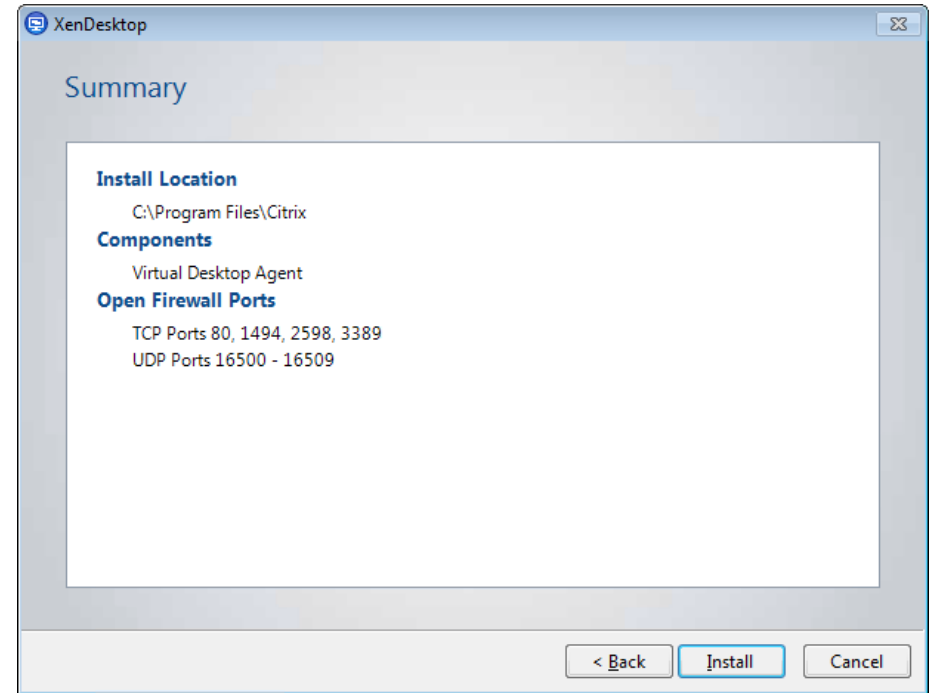 XenDesktop
Summary
Install Location
C:\Program Files\Citrix
Components
Virtual Desktop Agent
Open Firewall Ports
TCP Ports 80, 1494, 2598, 3389
UDP Ports 16500 - 16509
< Back Install Cancel